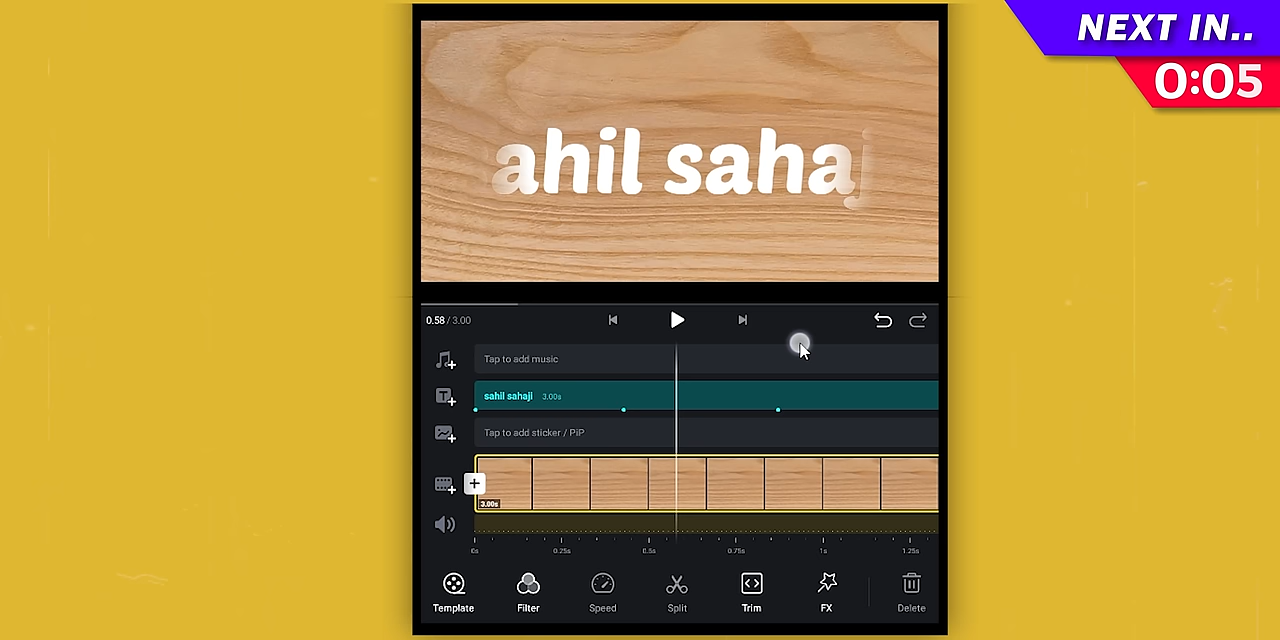 NEXT IN..
0:05
ahil sahaj
0.58 / 3.00
Tap to add music
sahil sahaji 3.00s
Tap to add sticker / PiP
3.00s
0s 0.25s 0.5s 0.75s 1s 1.25s
Template Filter Speed Split Trim FX Delete